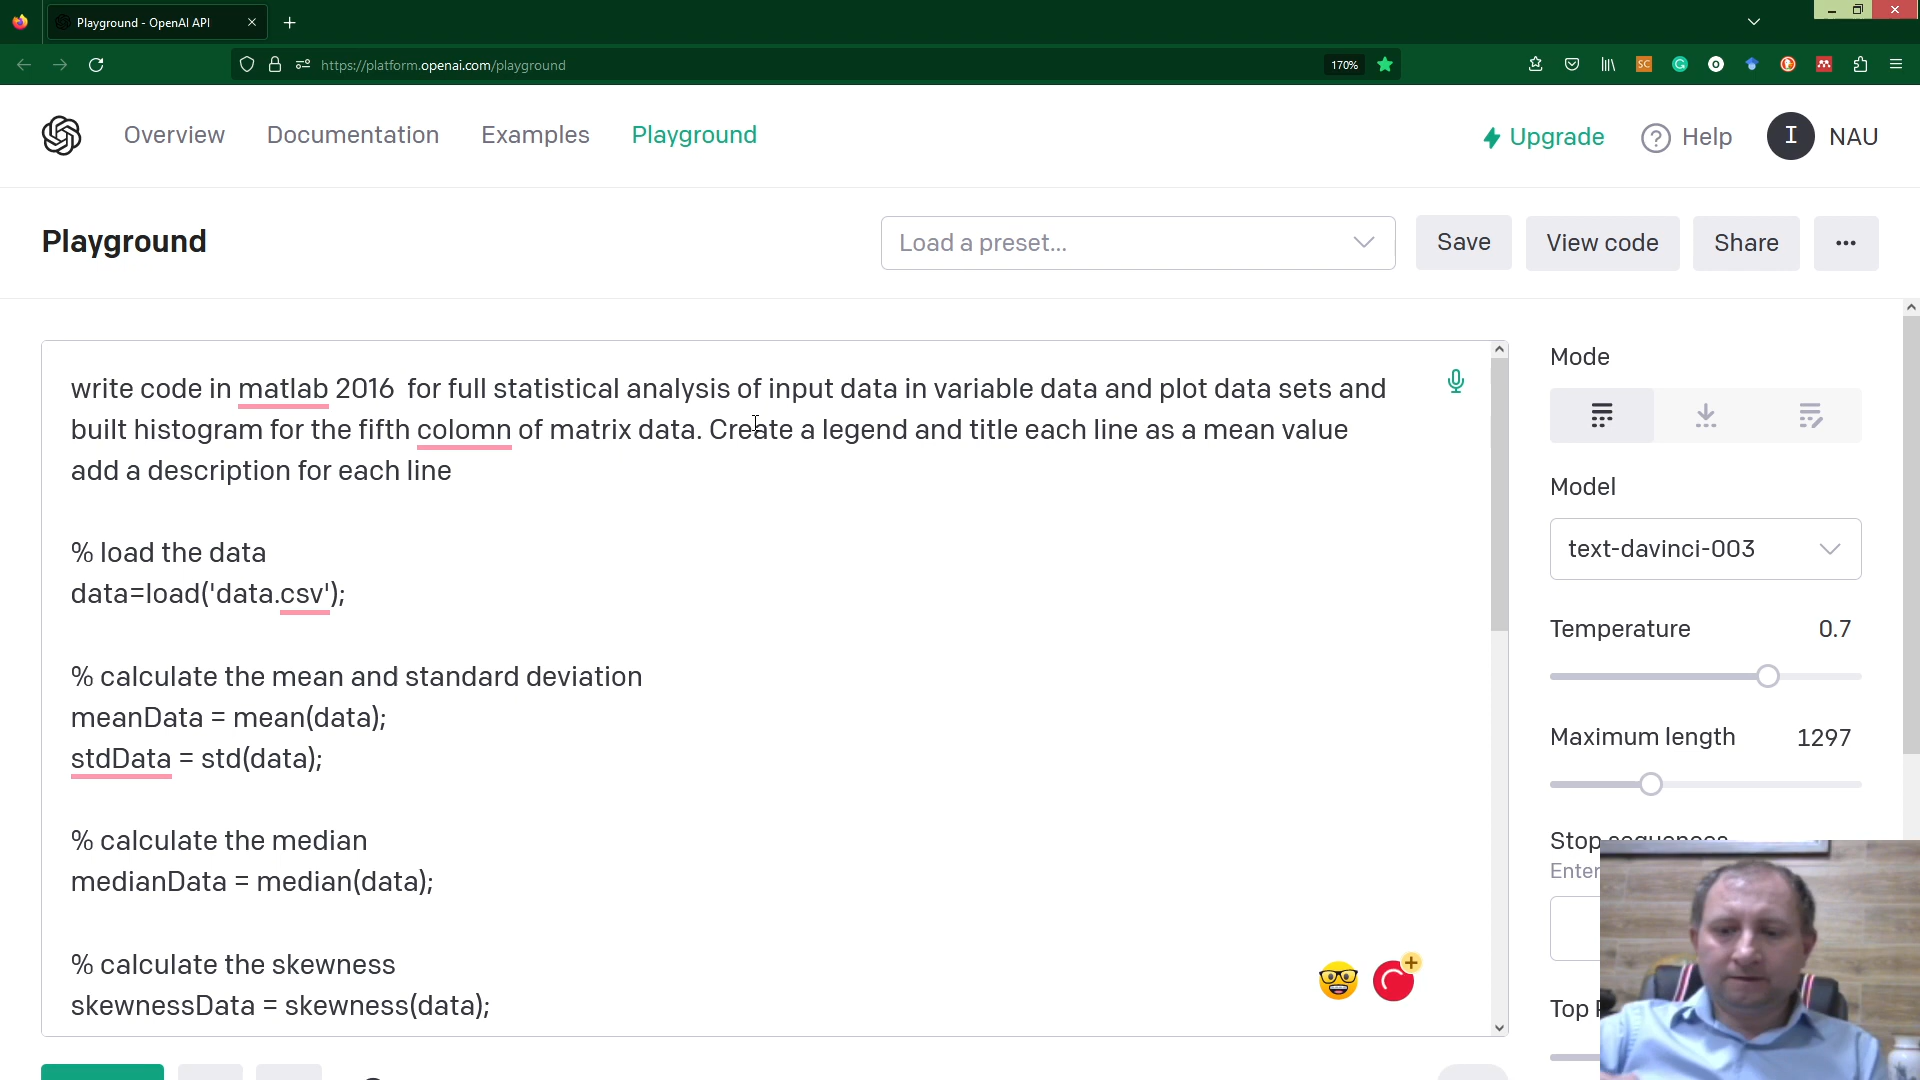 Playground - OpenAI API
https://platform.openai.com/playground
170%
SC
Overview
Documentation
Examples
Playground
Upgrade
Help
I
NAU
Playground
Load a preset...
Save
View code
Share
write code in matlab 2016  for full statistical analysis of input data in variable data and plot data sets and
built histogram for the fifth colomn of matrix data. Create a legend and title each line as a mean value
add a description for each line
% load the data
data=load('data.csv');
% calculate the mean and standard deviation
meanData = mean(data);
stdData = std(data);
% calculate the median
medianData = median(data);
% calculate the skewness
skewnessData = skewness(data);
Mode
Model
text-davinci-003
Temperature
0.7
Maximum length
1297
Stop sequences
Enter
Top P